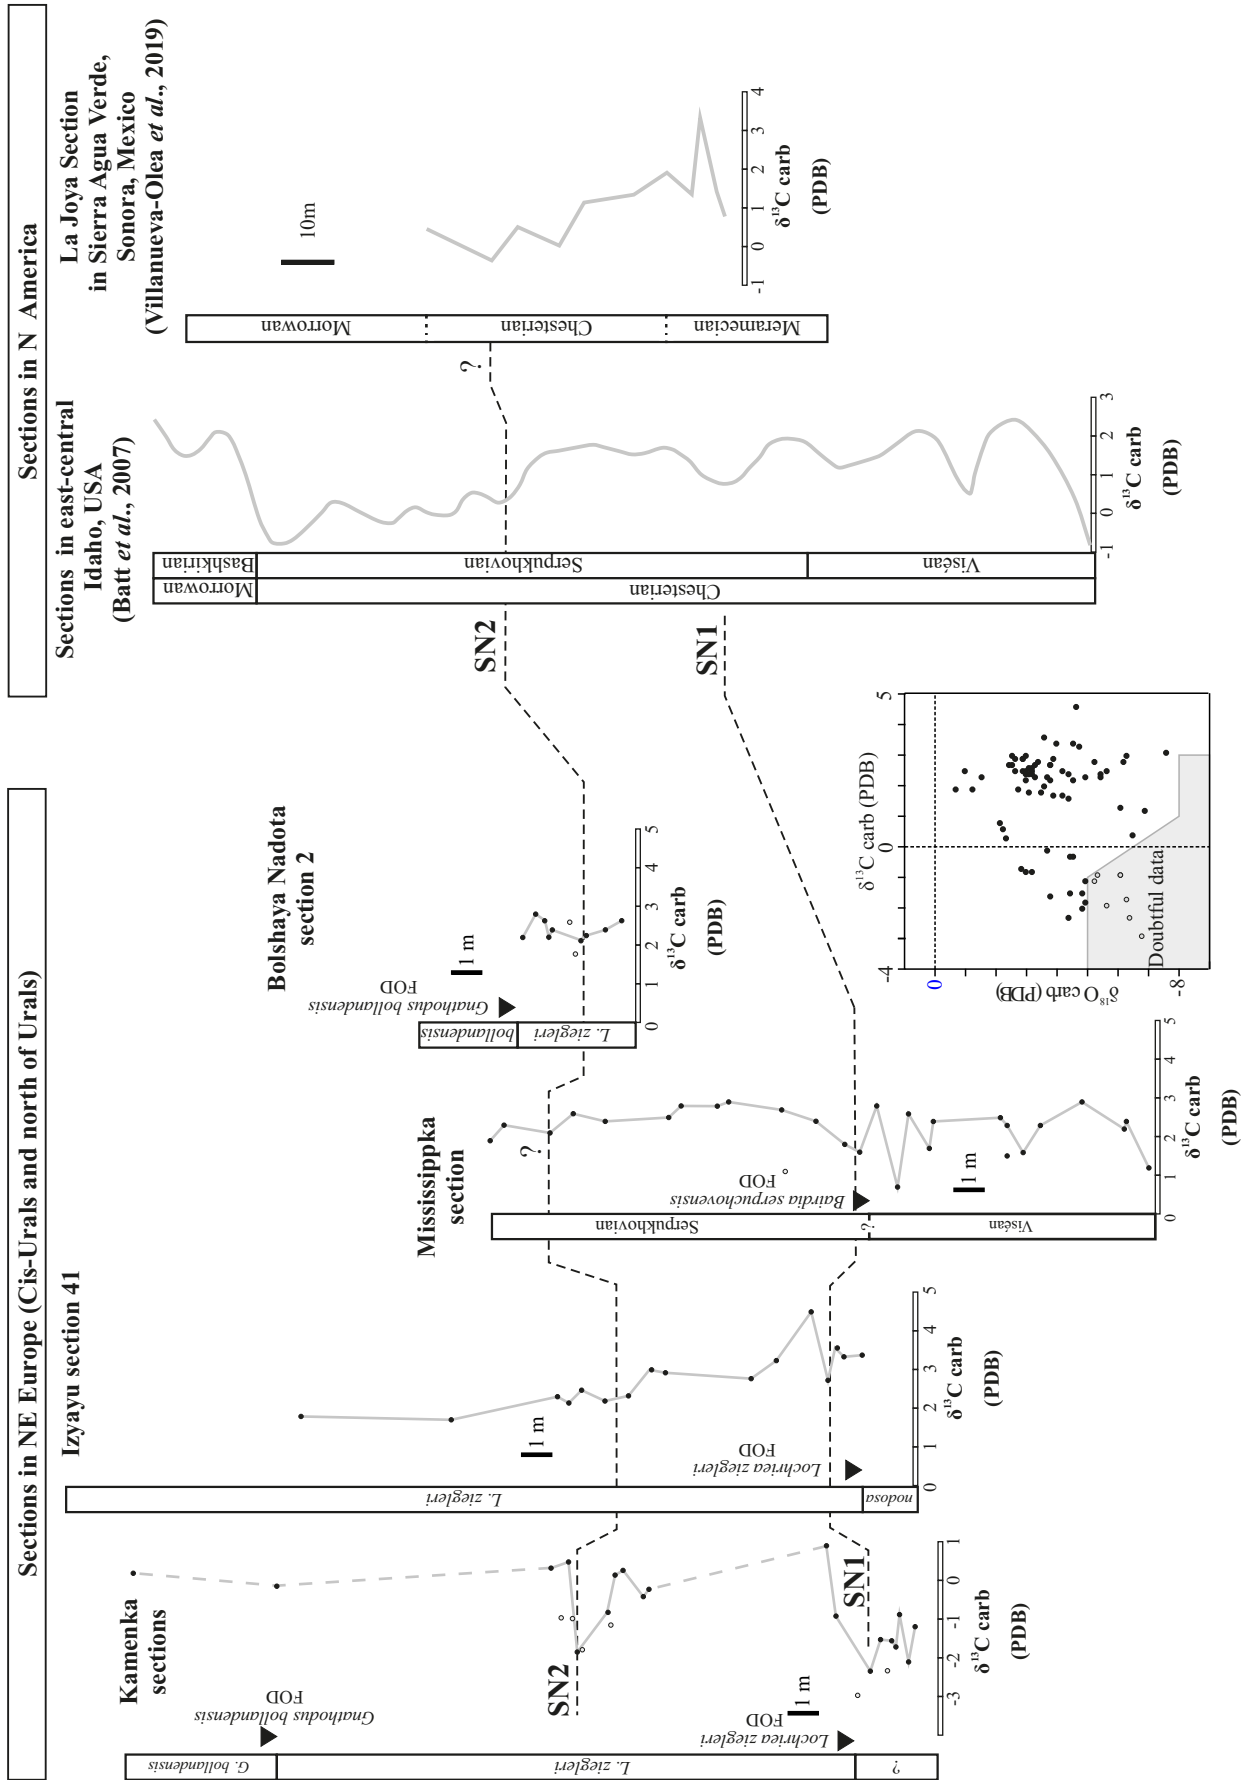 Sections in NE Europe (Cis-Urals and north of Urals)
Sections in N America
Kamenka
sections
G. bollandensis
L. ziegleri
?
Gnathodus bollandensis
FOD
Lochriea ziegleri
FOD
1 m
SN2
SN1
-3 -2 -1 0 1
δ¹³C carb
(PDB)
Izyayu section 41
L. ziegleri
nodosa
Lochriea ziegleri
FOD
1 m
0 1 2 3 4 5
δ¹³C carb
(PDB)
Mississippka
section
Serpukhovian
?
Viséan
Bairdia serpuchovensis
FOD
?
1 m
0 1 2 3 4 5
δ¹³C carb
(PDB)
Bolshaya Nadota
section 2
bollandensis
L. ziegleri
Gnathodus bollandensis
FOD
1 m
0 1 2 3 4 5
δ¹³C carb
(PDB)
δ¹³C carb (PDB)
-4 0 5
δ¹⁸O carb (PDB)
0
-8
Doubtful data
SN2
SN1
Sections in east-central
Idaho, USA
(Batt et al., 2007)
Morrowan
Chesterian
Bashkirian
Serpukhovian
Viséan
-1 0 1 2 3
δ¹³C carb
(PDB)
?
La Joya Section
in Sierra Agua Verde,
Sonora, Mexico
(Villanueva-Olea et al., 2019)
Morrowan
Chesterian
Meramecian
10m
-1 0 1 2 3 4
δ¹³C carb
(PDB)